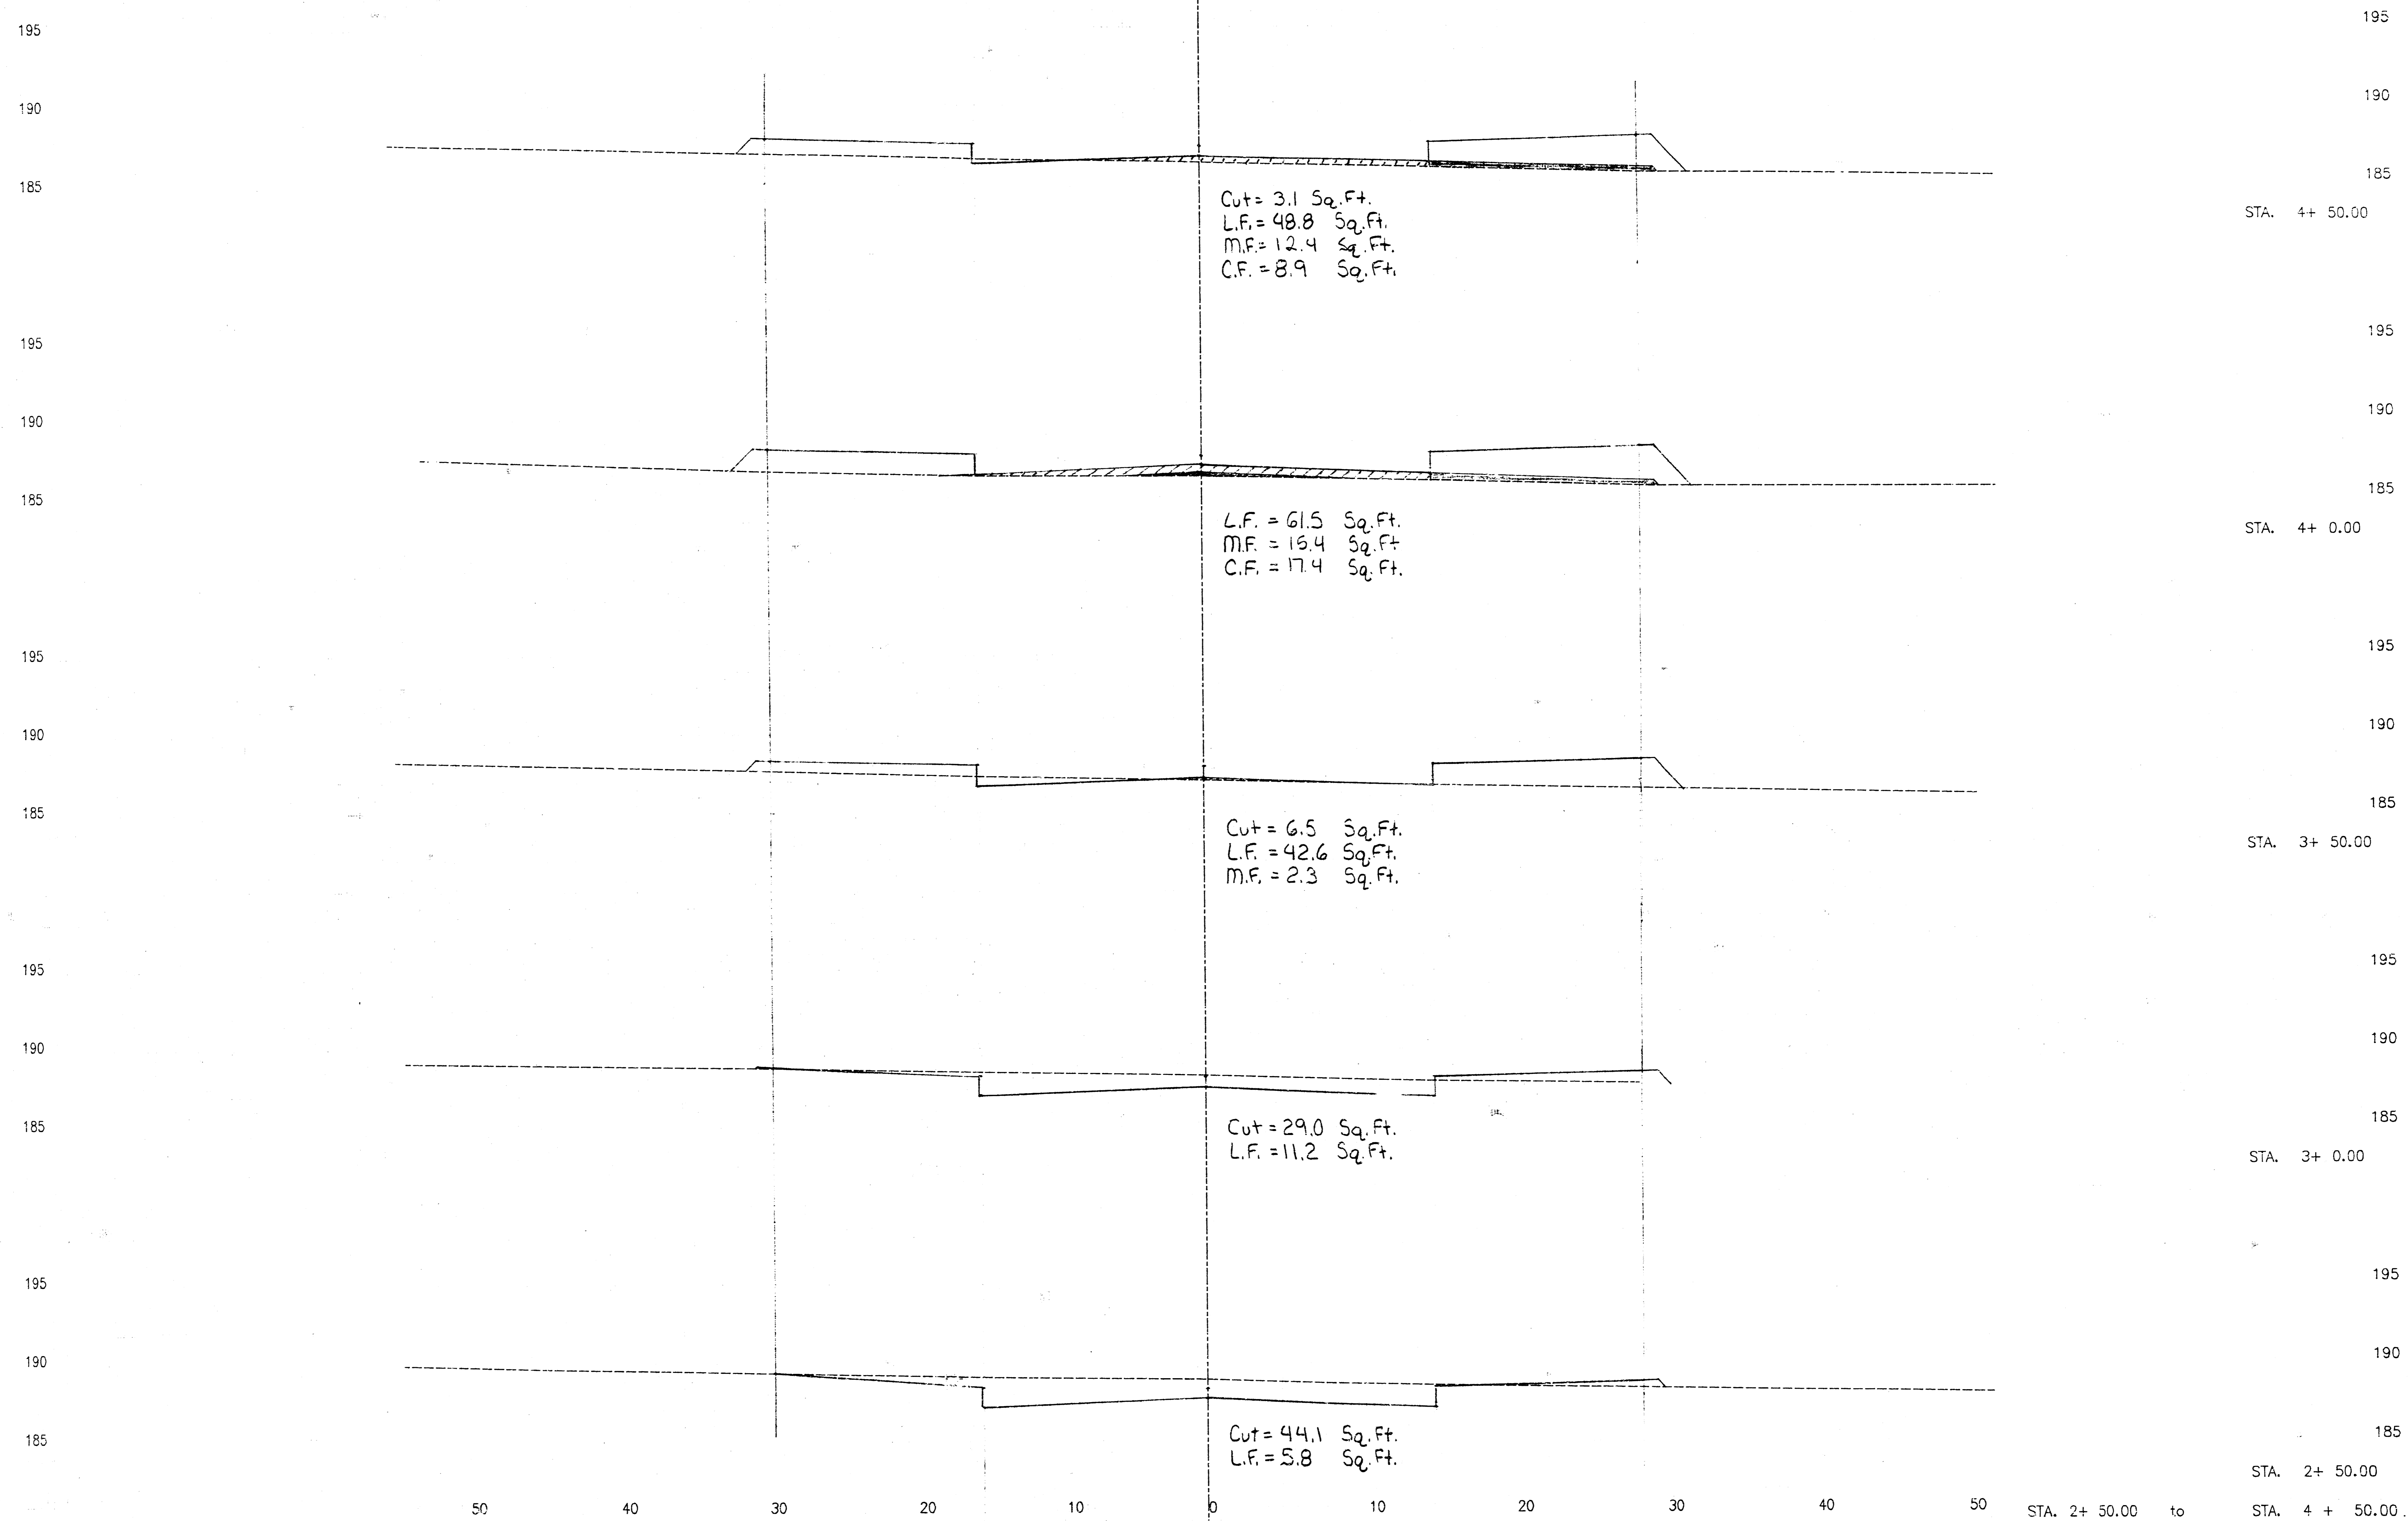 195 195
190 190
185 185
Cut = 3.1 Sq.Ft.
STA. 4+ 50.00
L.F. = 48.8 Sq.Ft.
M.F. = 12.4 Sq.Ft.
C.F. = 8.9 Sq.Ft.
195 195
190 190
185 185
L.F. = 61.5 Sq.Ft.
STA. 4+ 0.00
M.F. = 15.4 Sq.Ft
C.F. = 17.4 Sq.Ft.
195 195
190 190
185 185
Cut = 6.5 Sq.Ft.
STA. 3+ 50.00
L.F. = 42.6 Sq.Ft.
M.F. = 2.3 Sq.Ft.
195 195
190 190
185 185
Cut = 29.0 Sq.Ft.
L.F. = 11.2 Sq.Ft.
STA. 3+ 0.00
195 195
190 190
185 185
Cut = 44.1 Sq.Ft.
L.F. = 5.8 Sq.Ft.
STA. 2+ 50.00
50 40 30 20 10 0 10 20 30 40 50
STA. 2+ 50.00 to STA. 4 + 50.00